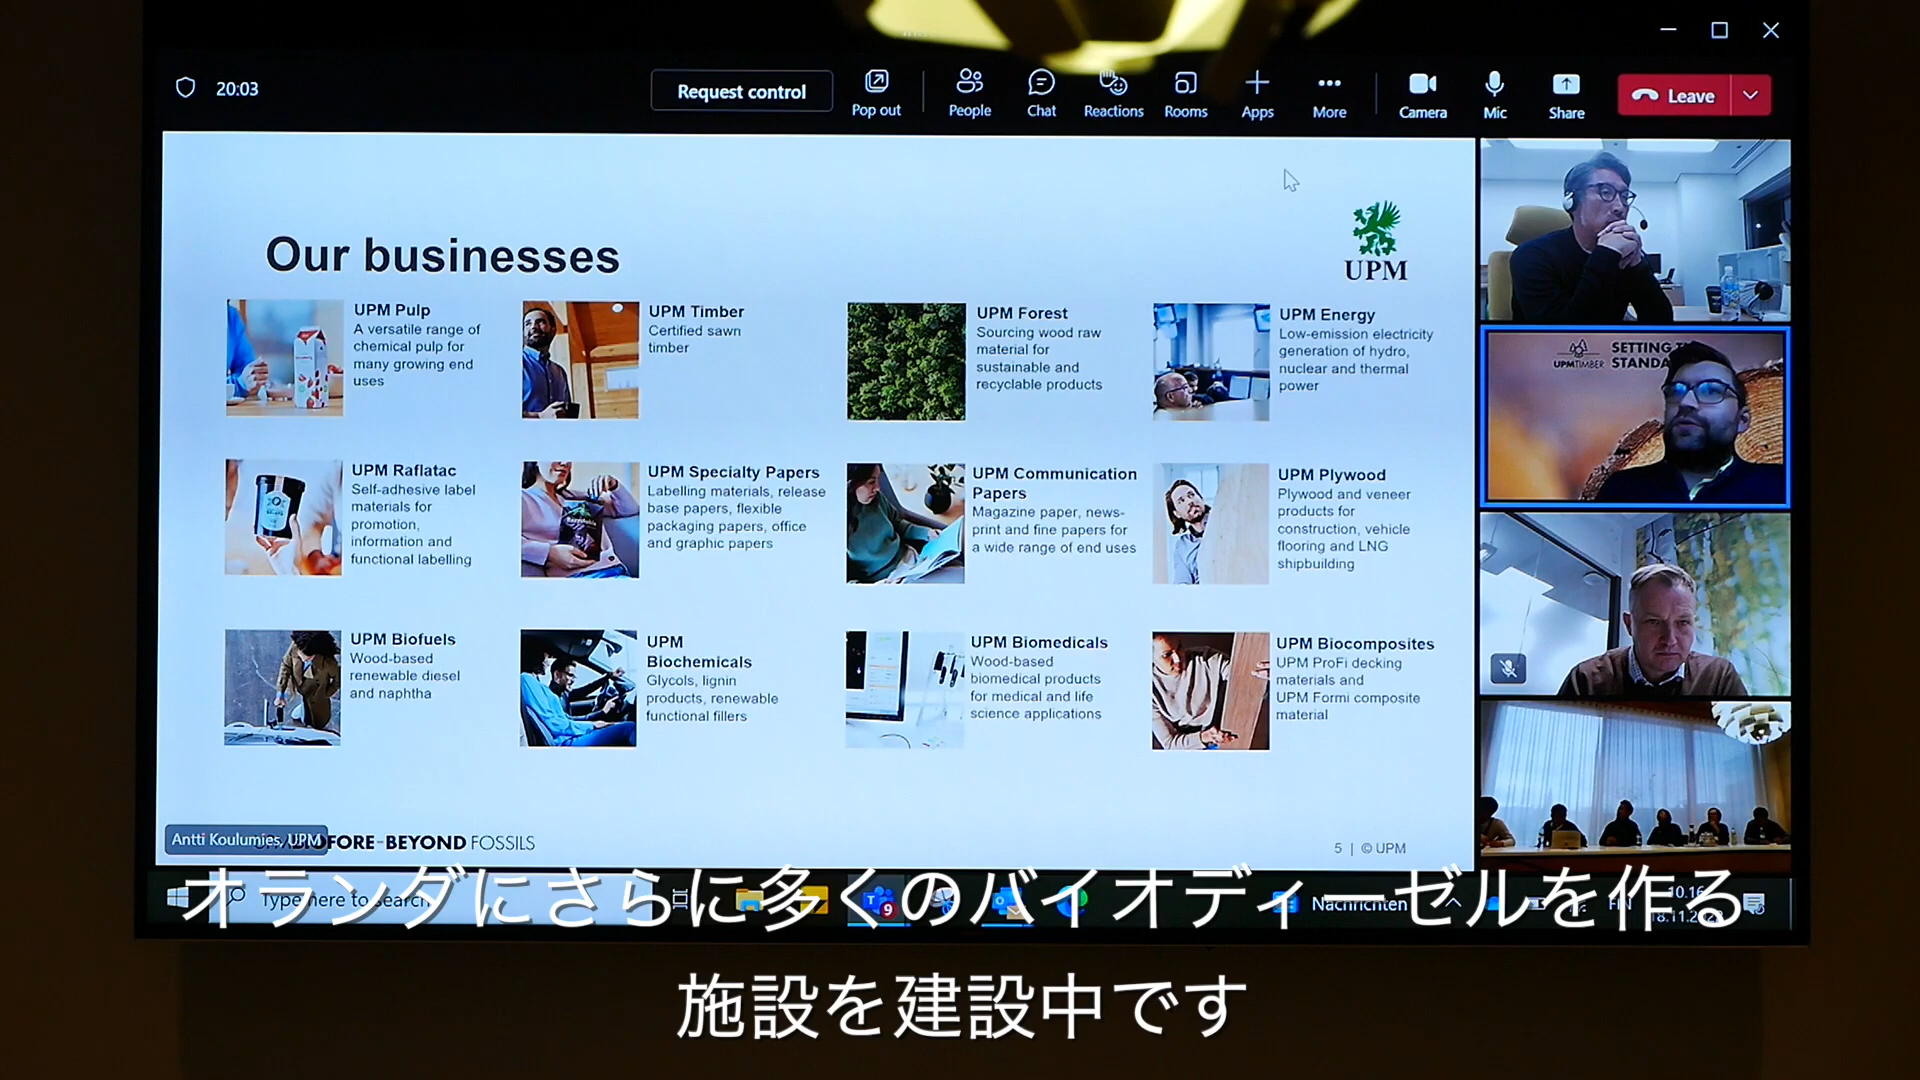 20:03
Request control
Pop out
People
Chat
Reactions
Rooms
Apps
More
Camera
Mic
Share
Leave
Our businesses
UPM
UPM Pulp
A versatile range of
chemical pulp for
many growing end
uses
UPM Timber
Certified sawn
timber
UPM Forest
Sourcing wood raw
material for
sustainable and
recyclable products
UPM Energy
Low-emission electricity
generation of hydro,
nuclear and thermal
power
UPM Raflatac
Self-adhesive label
materials for
promotion,
information and
functional labelling
UPM Specialty Papers
Labelling materials, release
base papers, flexible
packaging papers, office
and graphic papers
UPM Communication
Papers
Magazine paper, news-
print and fine papers for
a wide range of end uses
UPM Plywood
Plywood and veneer
products for
construction, vehicle
flooring and LNG
shipbuilding
UPM Biofuels
Wood-based
renewable diesel
and naphtha
UPM
Biochemicals
Glycols, lignin
products, renewable
functional fillers
UPM Biomedicals
Wood-based
biomedical products
for medical and life
science applications
UPM Biocomposites
UPM ProFi decking
materials and
UPM Formi composite
material
UPM TIMBER
SETTING
Antti Koulumies, UPM
FORE-BEYOND FOSSILS
5 | © UPM
Type here to search
9
Nachrichten
オランダにさらに多くのバイオディーゼルを作る
施設を建設中です